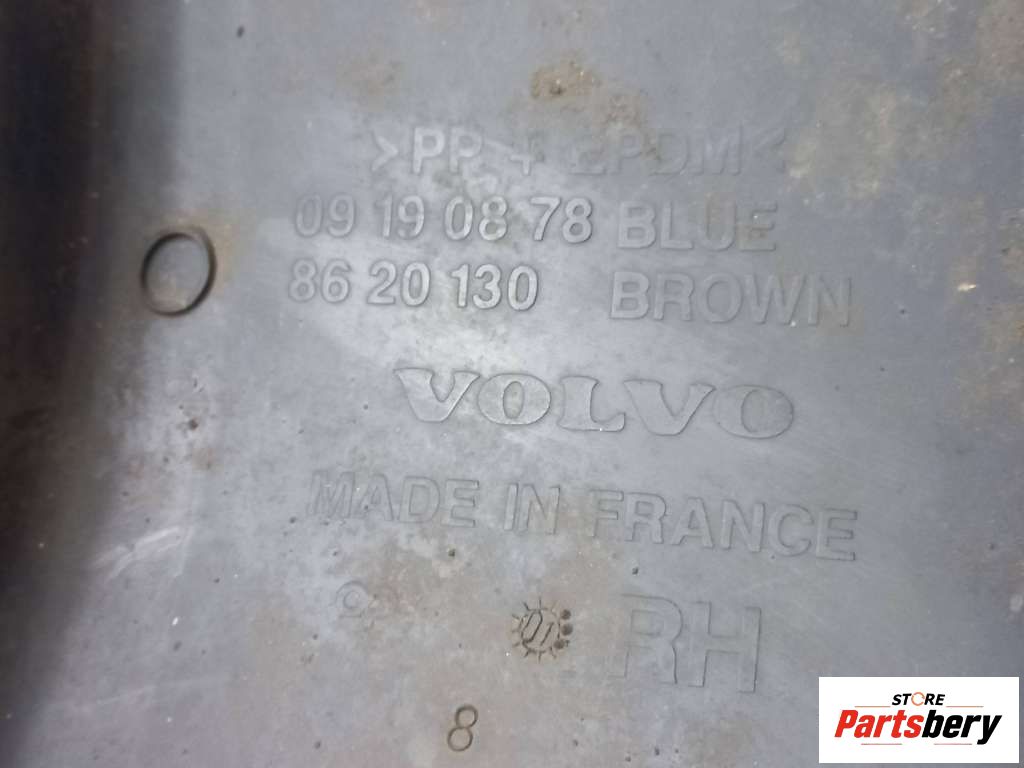 >PP + EPDM<
09 19 08 78 BLUE
86 20 130 BROWN
VOLVO
MADE IN FRANCE
RH
8
STORE
Partsbery